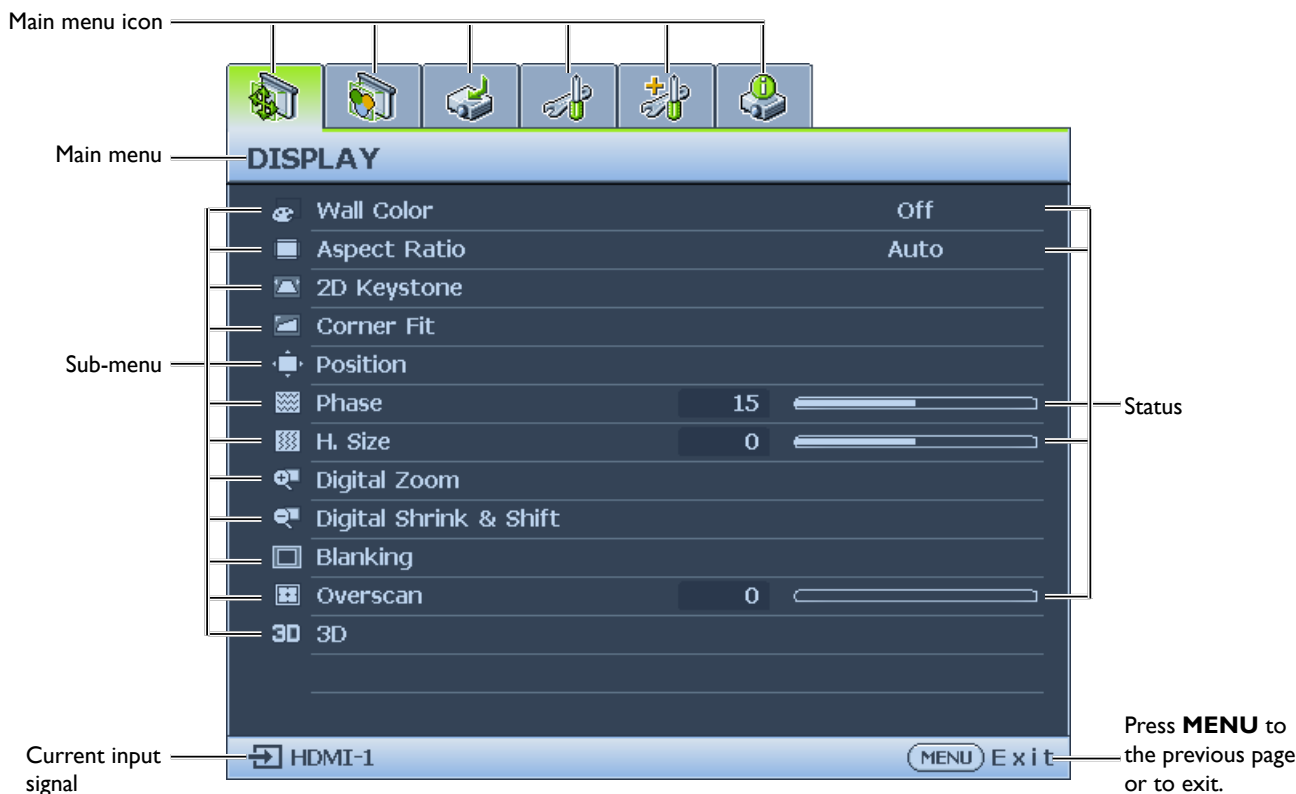 Main menu icon
Main menu
DISPLAY
Wall Color Off
Aspect Ratio Auto
2D Keystone
Corner Fit
Sub-menu
Position
Phase 15
Status
H. Size 0
Digital Zoom
Digital Shrink & Shift
Blanking
Overscan 0
3D 3D
Current input
signal
HDMI-1
MENU Exit
Press MENU to
the previous page
or to exit.